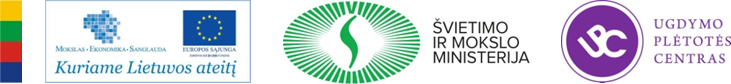 MOKSLAS • EKONOMIKA • SANGLAUDA
EUROPOS SĄJUNGA
Kuriame Lietuvos ateitį
ŠVIETIMO
IR MOKSLO
MINISTERIJA
UPC
UGDYMO
PLĖTOTĖS
CENTRAS